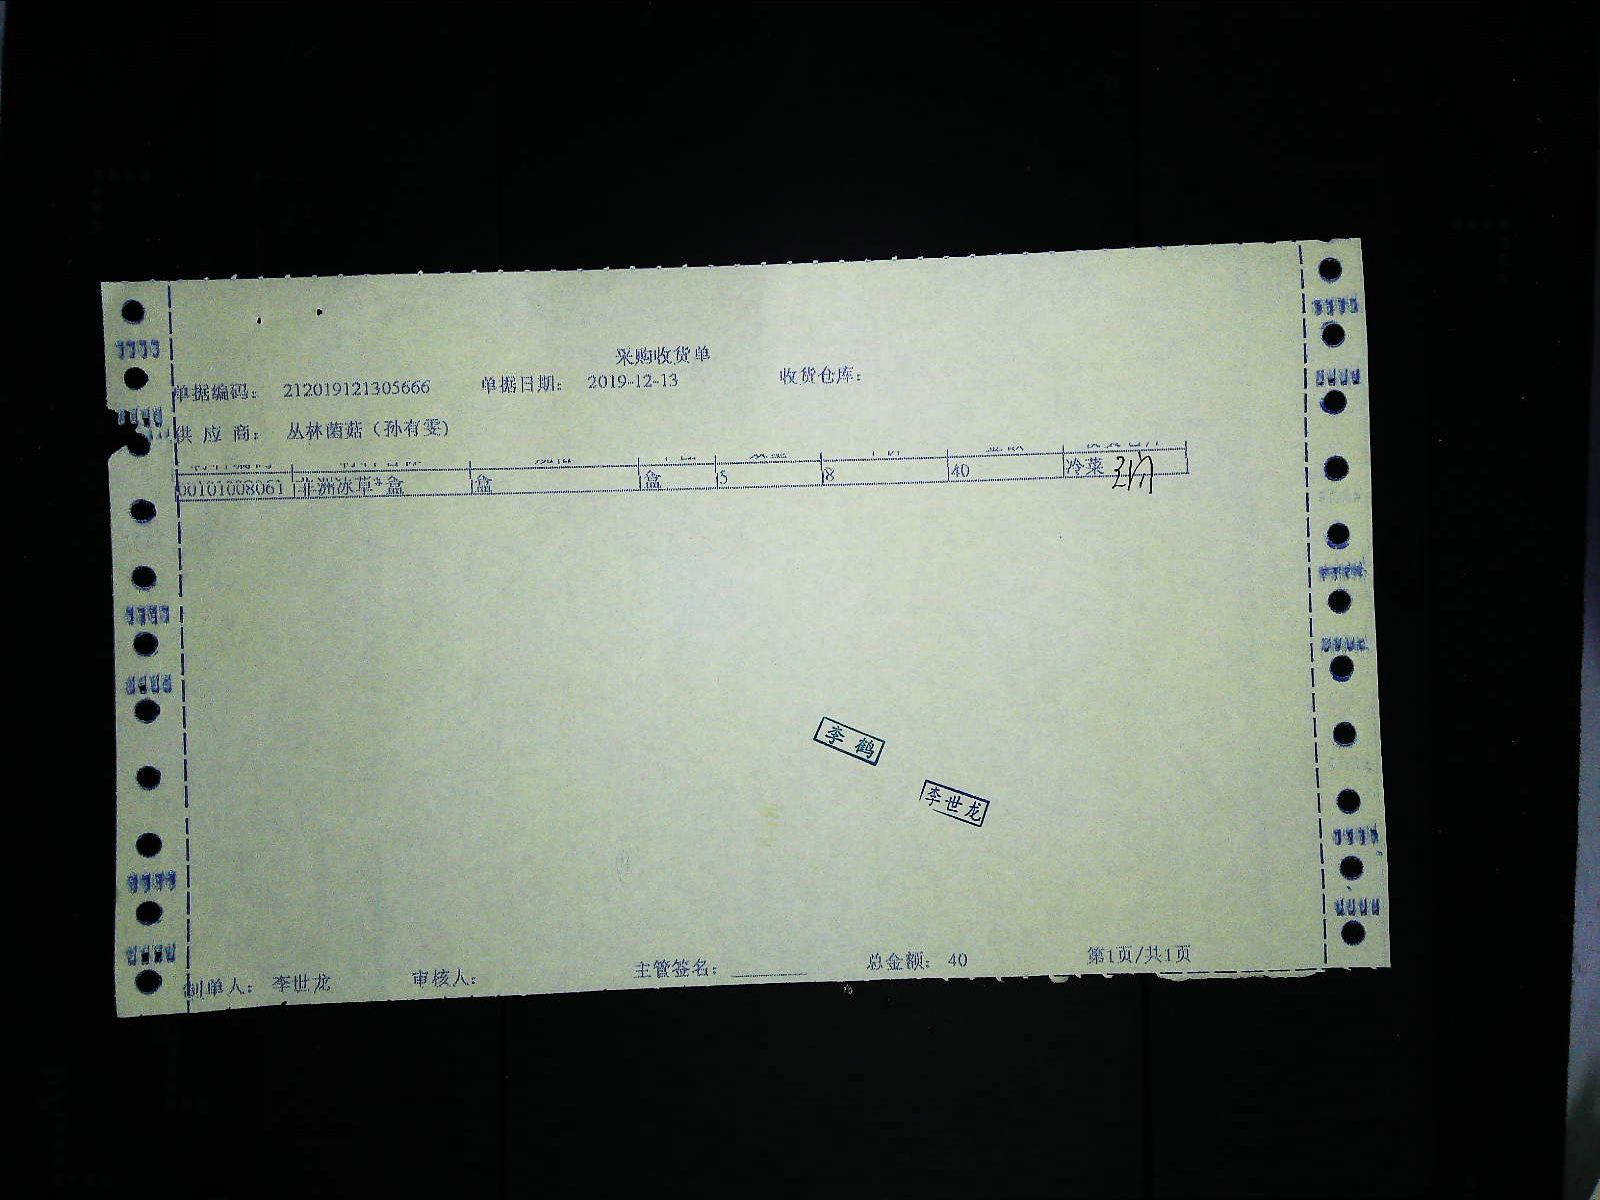 采购收货单
单据编码： 212019121305666 单据日期： 2019-12-13 收货仓库：
供 应 商： 丛林菌菇（孙有雯）
00101008061 非洲冰草*盒 盒 盒 5 8 40 冷菜
李 鹤
李世龙
制单人： 李世龙 审核人： 主管签名： 总金额： 40 第1页/共1页